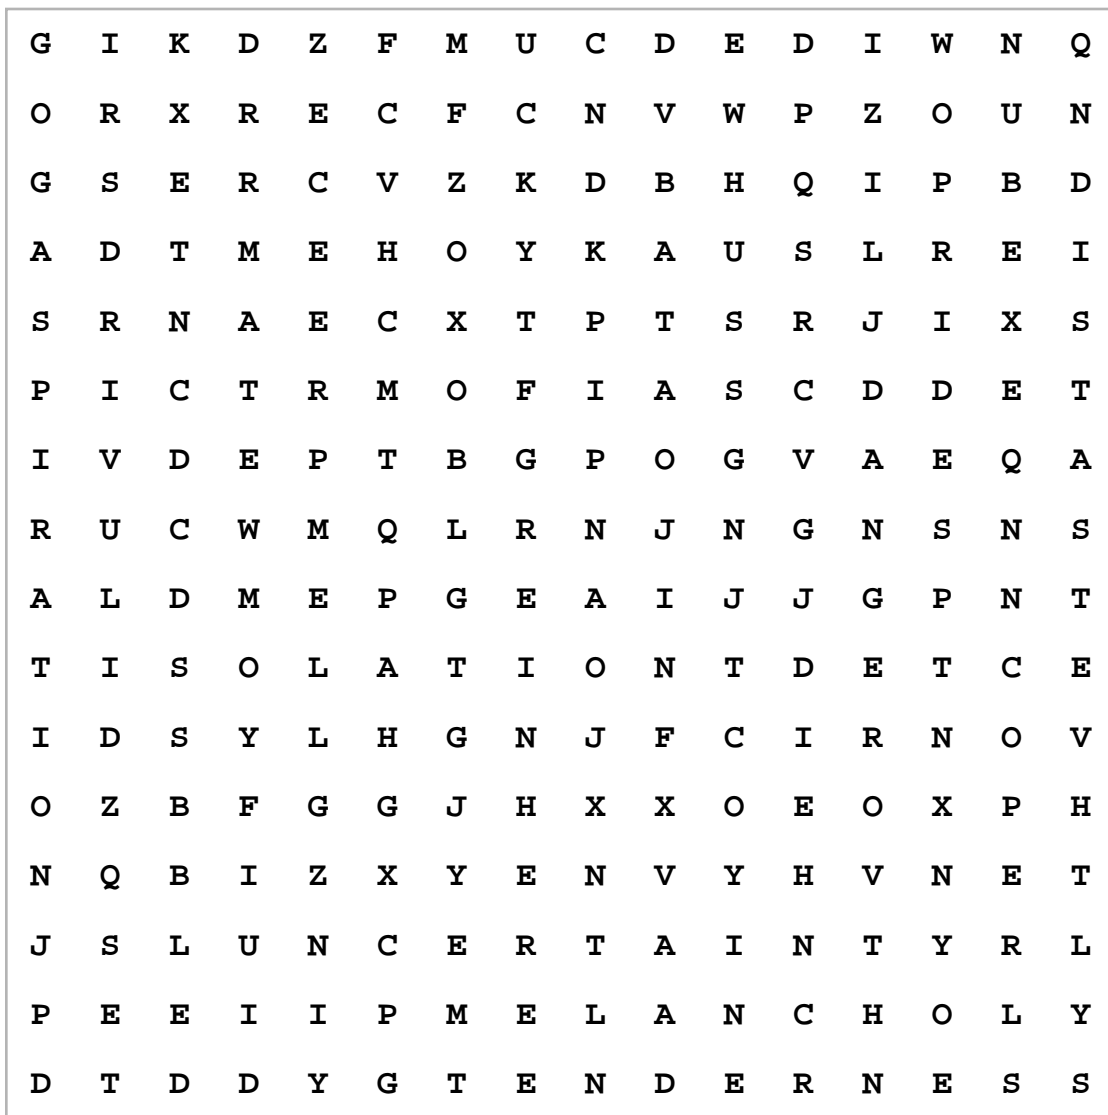 G I K D Z F M U C D E D I W N Q
O R X R E C F C N V W P Z O U N
G S E R C V Z K D B H Q I P B D
A D T M E H O Y K A U S L R E I
S R N A E C X T P T S R J I X S
P I C T R M O F I A S C D D E T
I V D E P T B G P O G V A E Q A
R U C W M Q L R N J N G N S N S
A L D M E P G E A I J J G P N T
T I S O L A T I O N T D E T C E
I D S Y L H G N J F C I R N O V
O Z B F G G J H X X O E O X P H
N Q B I Z X Y E N V Y H V N E T
J S L U N C E R T A I N T Y R L
P E E I I P M E L A N C H O L Y
D T D D Y G T E N D E R N E S S